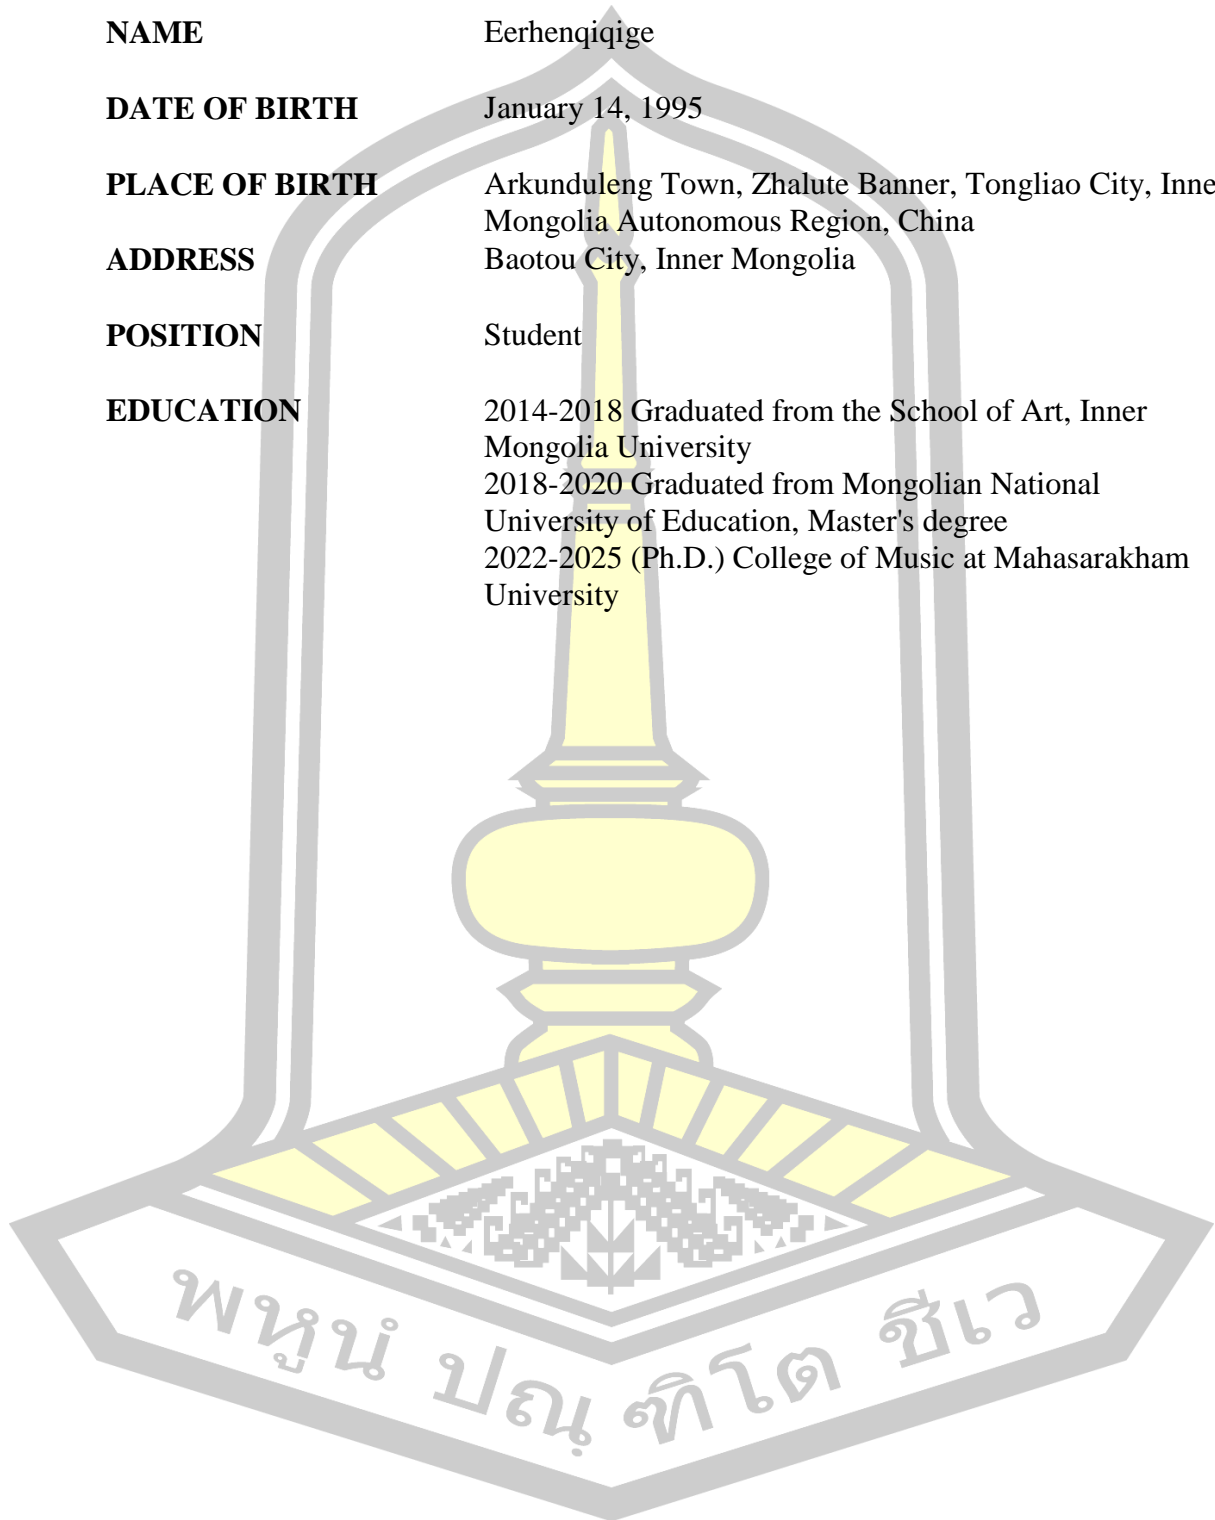 NAME Eerhenqiqige
DATE OF BIRTH January 14, 1995
PLACE OF BIRTH Arkunduleng Town, Zhalute Banner, Tongliao City, Inne
Mongolia Autonomous Region, China
ADDRESS Baotou City, Inner Mongolia
POSITION Student
EDUCATION 2014-2018 Graduated from the School of Art, Inner
Mongolia University
2018-2020 Graduated from Mongolian National
University of Education, Master's degree
2022-2025 (Ph.D.) College of Music at Mahasarakham
University
พหูนํ ปณฺฑิโต ชีเว